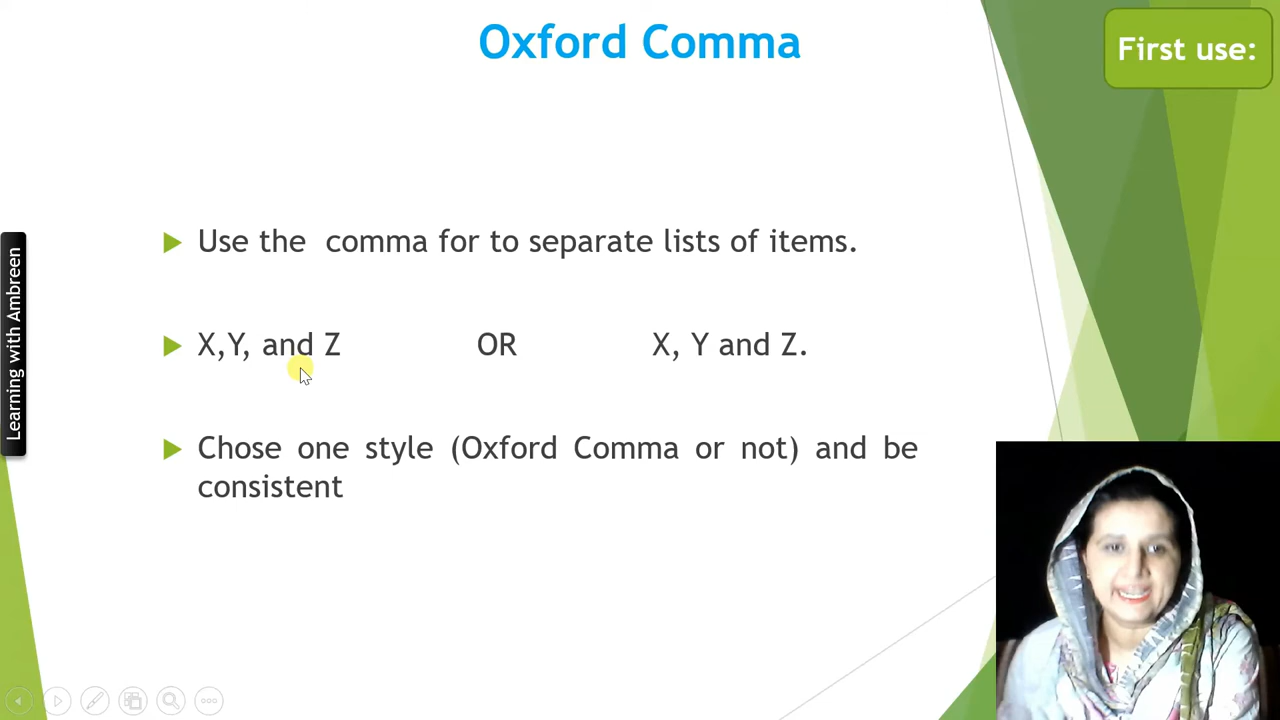 Oxford Comma
First use:
Use the  comma for to separate lists of items.
X,Y, and Z OR X, Y and Z.
Chose one style (Oxford Comma or not) and be
consistent
Learning with Ambreen